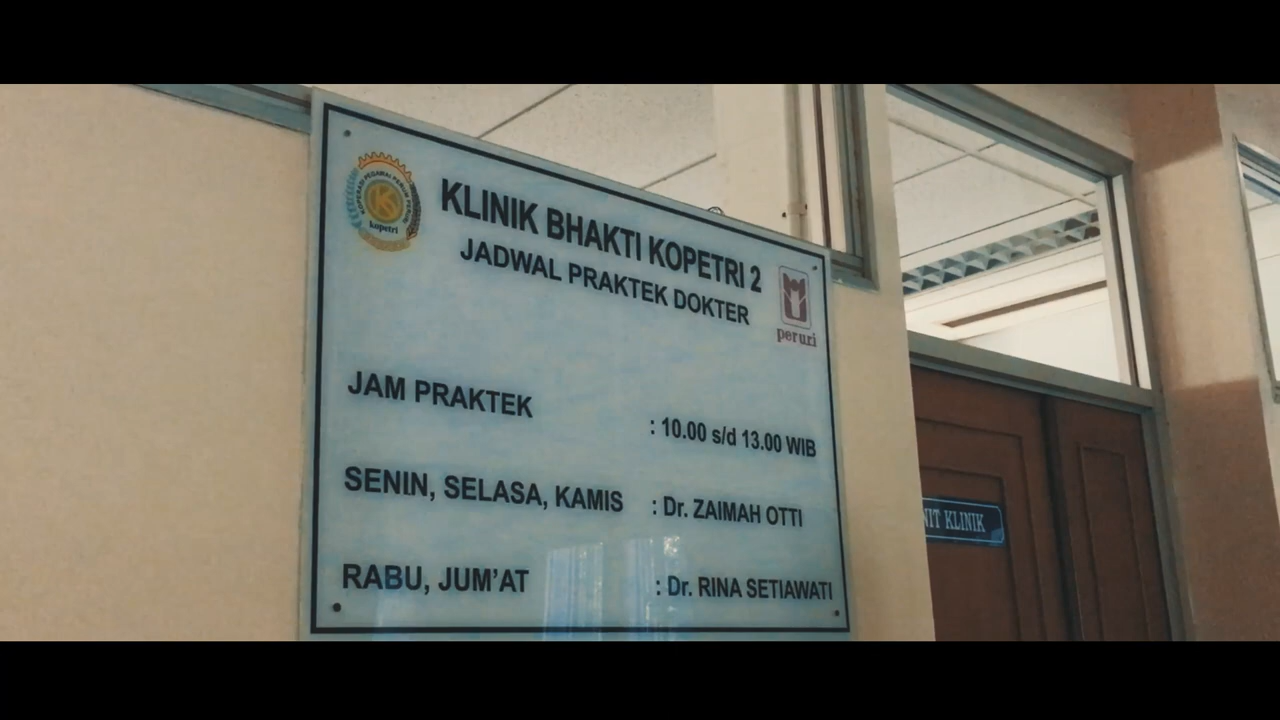 KLINIK BHAKTI KOPETRI 2
JADWAL PRAKTEK DOKTER
kopetri
peruri
JAM PRAKTEK : 10.00 s/d 13.00 WIB
SENIN, SELASA, KAMIS : Dr. ZAIMAH OTTI
RABU, JUM'AT : Dr. RINA SETIAWATI
KLINIK